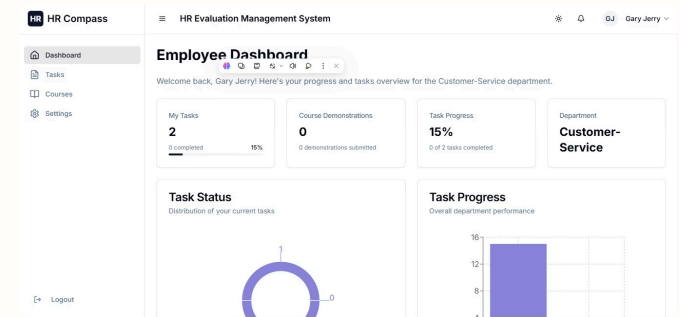 HR HR Compass
HR Evaluation Management System
GJ Gary Jerry
Dashboard
Tasks
Courses
Settings
Logout
Employee Dashboard
Welcome back, Gary Jerry! Here's your progress and tasks overview for the Customer-Service department.
My Tasks
2
0 completed 15%
Course Demonstrations
0
0 demonstrations submitted
Task Progress
15%
0 of 2 tasks completed
Department
Customer-
Service
Task Status
Distribution of your current tasks
1
0
Task Progress
Overall department performance
16
12
8